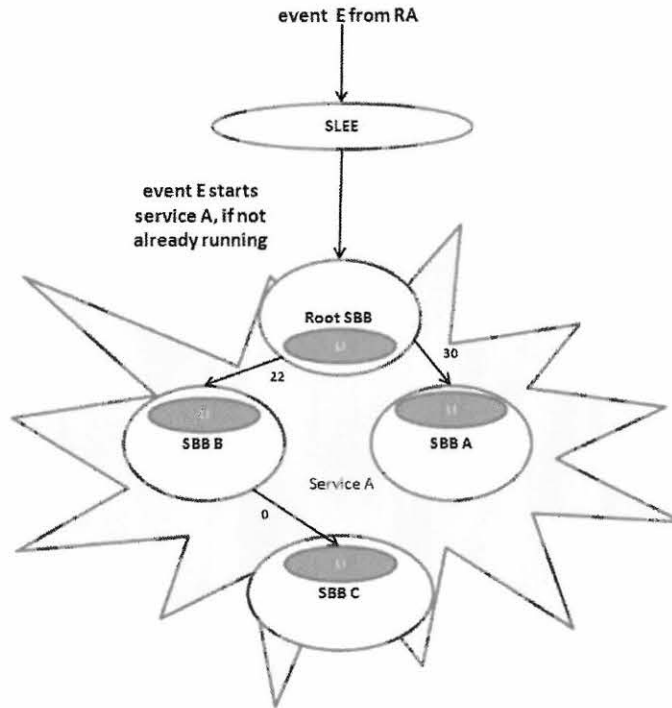 event E from RA
SLEE
event E starts
service A, if not
already running
Root SBB
22
30
SBB B
SBB A
Service A
0
SBB C